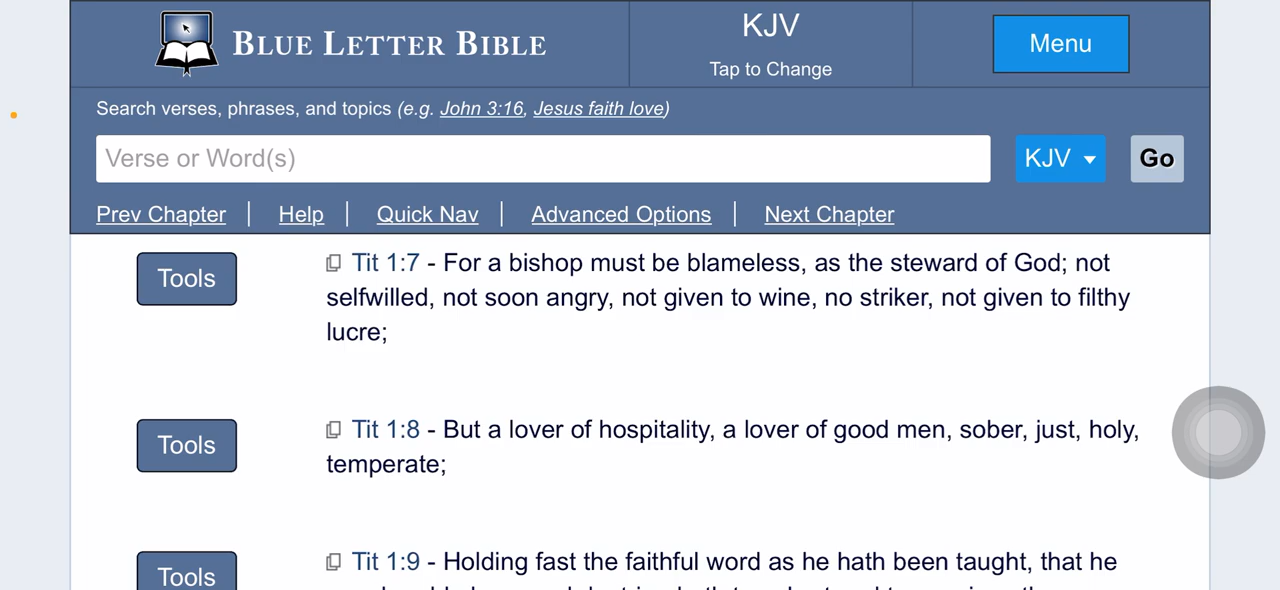 BLUE LETTER BIBLE
KJV
Tap to Change
Menu
Search verses, phrases, and topics (e.g. John 3:16, Jesus faith love)
Verse or Word(s)
KJV
Go
Prev Chapter | Help | Quick Nav | Advanced Options | Next Chapter
Tools
Tit 1:7 - For a bishop must be blameless, as the steward of God; not
selfwilled, not soon angry, not given to wine, no striker, not given to filthy
lucre;
Tools
Tit 1:8 - But a lover of hospitality, a lover of good men, sober, just, holy,
temperate;
Tools
Tit 1:9 - Holding fast the faithful word as he hath been taught, that he